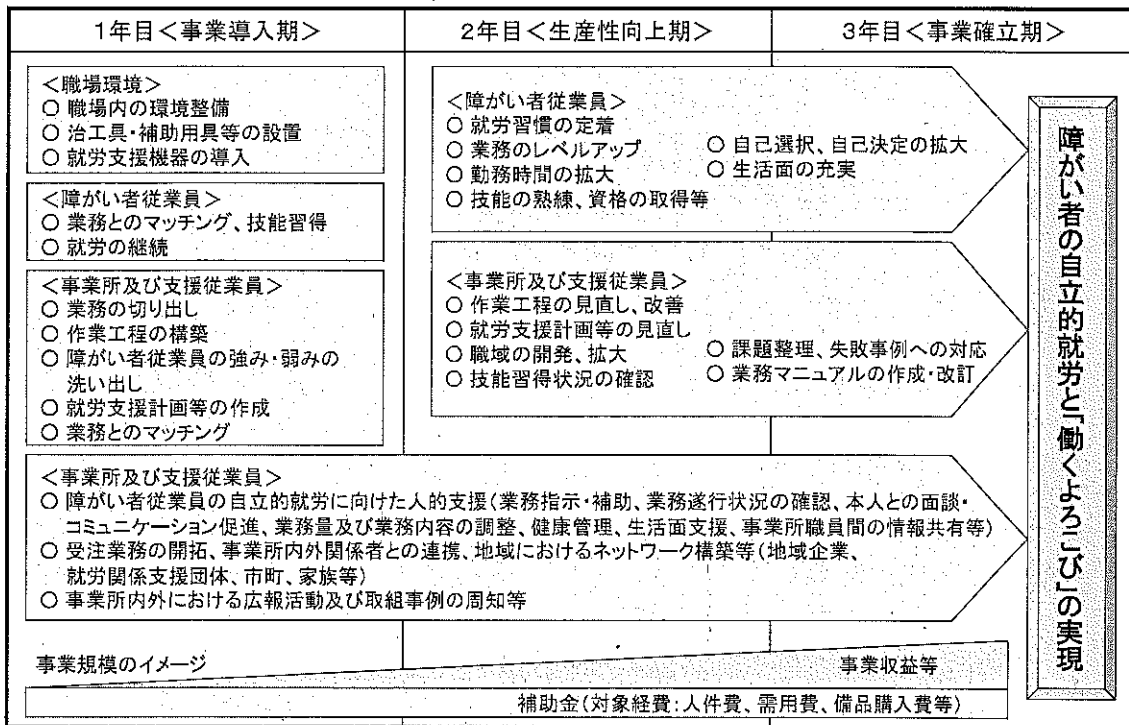 1年目<事業導入期>
2年目<生産性向上期>
3年目<事業確立期>
<職場環境>
○ 職場内の環境整備
○ 治工具・補助用具等の設置
○ 就労支援機器の導入
<障がい者従業員>
○ 業務とのマッチング、技能習得
○ 就労の継続
<事業所及び支援従業員>
○ 業務の切り出し
○ 作業工程の構築
○ 障がい者従業員の強み・弱みの
洗い出し
○ 就労支援計画等の作成
○ 業務とのマッチング
<障がい者従業員>
○ 就労習慣の定着
○ 業務のレベルアップ
○ 勤務時間の拡大
○ 技能の熟練、資格の取得等
○ 自己選択、自己決定の拡大
○ 生活面の充実
<事業所及び支援従業員>
○ 作業工程の見直し、改善
○ 就労支援計画等の見直し
○ 職域の開発、拡大
○ 技能習得状況の確認
○ 課題整理、失敗事例への対応
○ 業務マニュアルの作成・改訂
<事業所及び支援従業員>
○ 障がい者従業員の自立的就労に向けた人的支援(業務指示・補助、業務遂行状況の確認、本人との面談・
コミュニケーション促進、業務量及び業務内容の調整、健康管理、生活面支援、事業所職員間の情報共有等)
○ 受注業務の開拓、事業所内外関係者との連携、地域におけるネットワーク構築等(地域企業、
就労関係支援団体、市町、家族等)
○ 事業所内外における広報活動及び取組事例の周知等
障がい者の自立的就労と「働くよろこび」の実現
事業規模のイメージ
事業収益等
補助金(対象経費:人件費、需用費、備品購入費等)